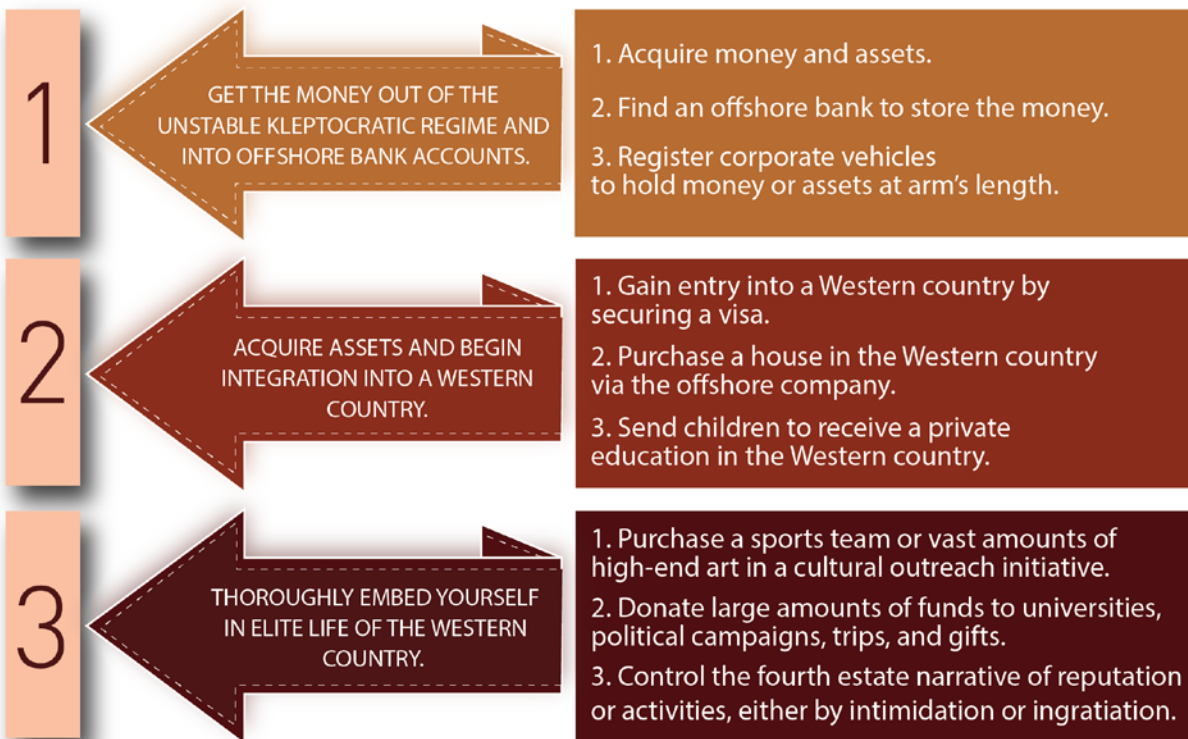 1
GET THE MONEY OUT OF THE
UNSTABLE KLEPTOCRATIC REGIME AND
INTO OFFSHORE BANK ACCOUNTS.
1. Acquire money and assets.
2. Find an offshore bank to store the money.
3. Register corporate vehicles
to hold money or assets at arm’s length.
2
ACQUIRE ASSETS AND BEGIN
INTEGRATION INTO A WESTERN
COUNTRY.
1. Gain entry into a Western country by
securing a visa.
2. Purchase a house in the Western country
via the offshore company.
3. Send children to receive a private
education in the Western country.
3
THOROUGHLY EMBED YOURSELF
IN ELITE LIFE OF THE WESTERN
COUNTRY.
1. Purchase a sports team or vast amounts of
high-end art in a cultural outreach initiative.
2. Donate large amounts of funds to universities,
political campaigns, trips, and gifts.
3. Control the fourth estate narrative of reputation
or activities, either by intimidation or ingratiation.